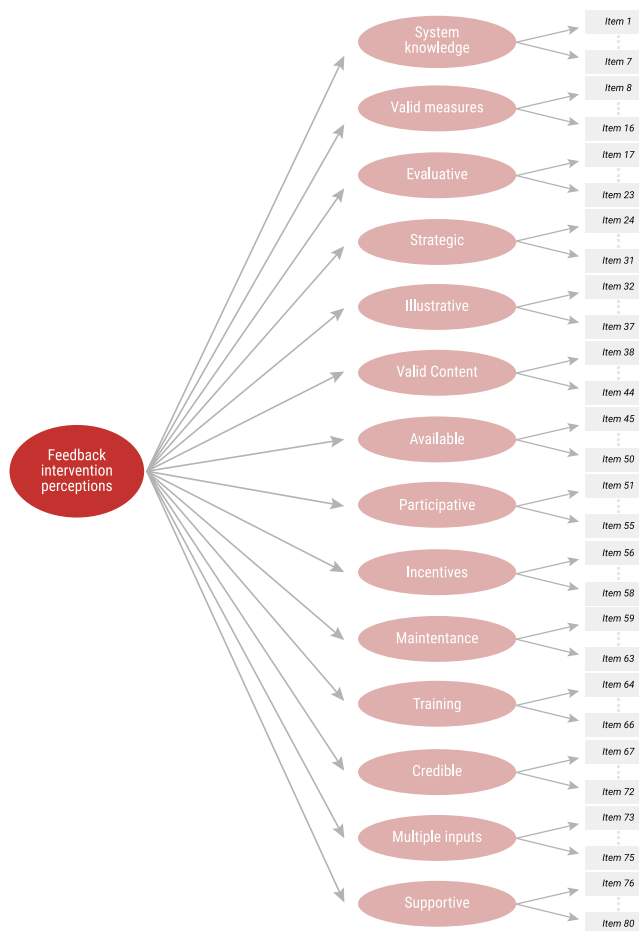 System
knowledge
Item 1
Item 7
Valid measures
Item 8
Item 16
Evaluative
Item 17
Item 23
Strategic
Item 24
Item 31
Illustrative
Item 32
Item 37
Valid Content
Item 38
Item 44
Feedback
intervention
perceptions
Available
Item 45
Item 50
Participative
Item 51
Item 55
Incentives
Item 56
Item 58
Maintentance
Item 59
Item 63
Training
Item 64
Item 66
Credible
Item 67
Item 72
Multiple inputs
Item 73
Item 75
Supportive
Item 76
Item 80